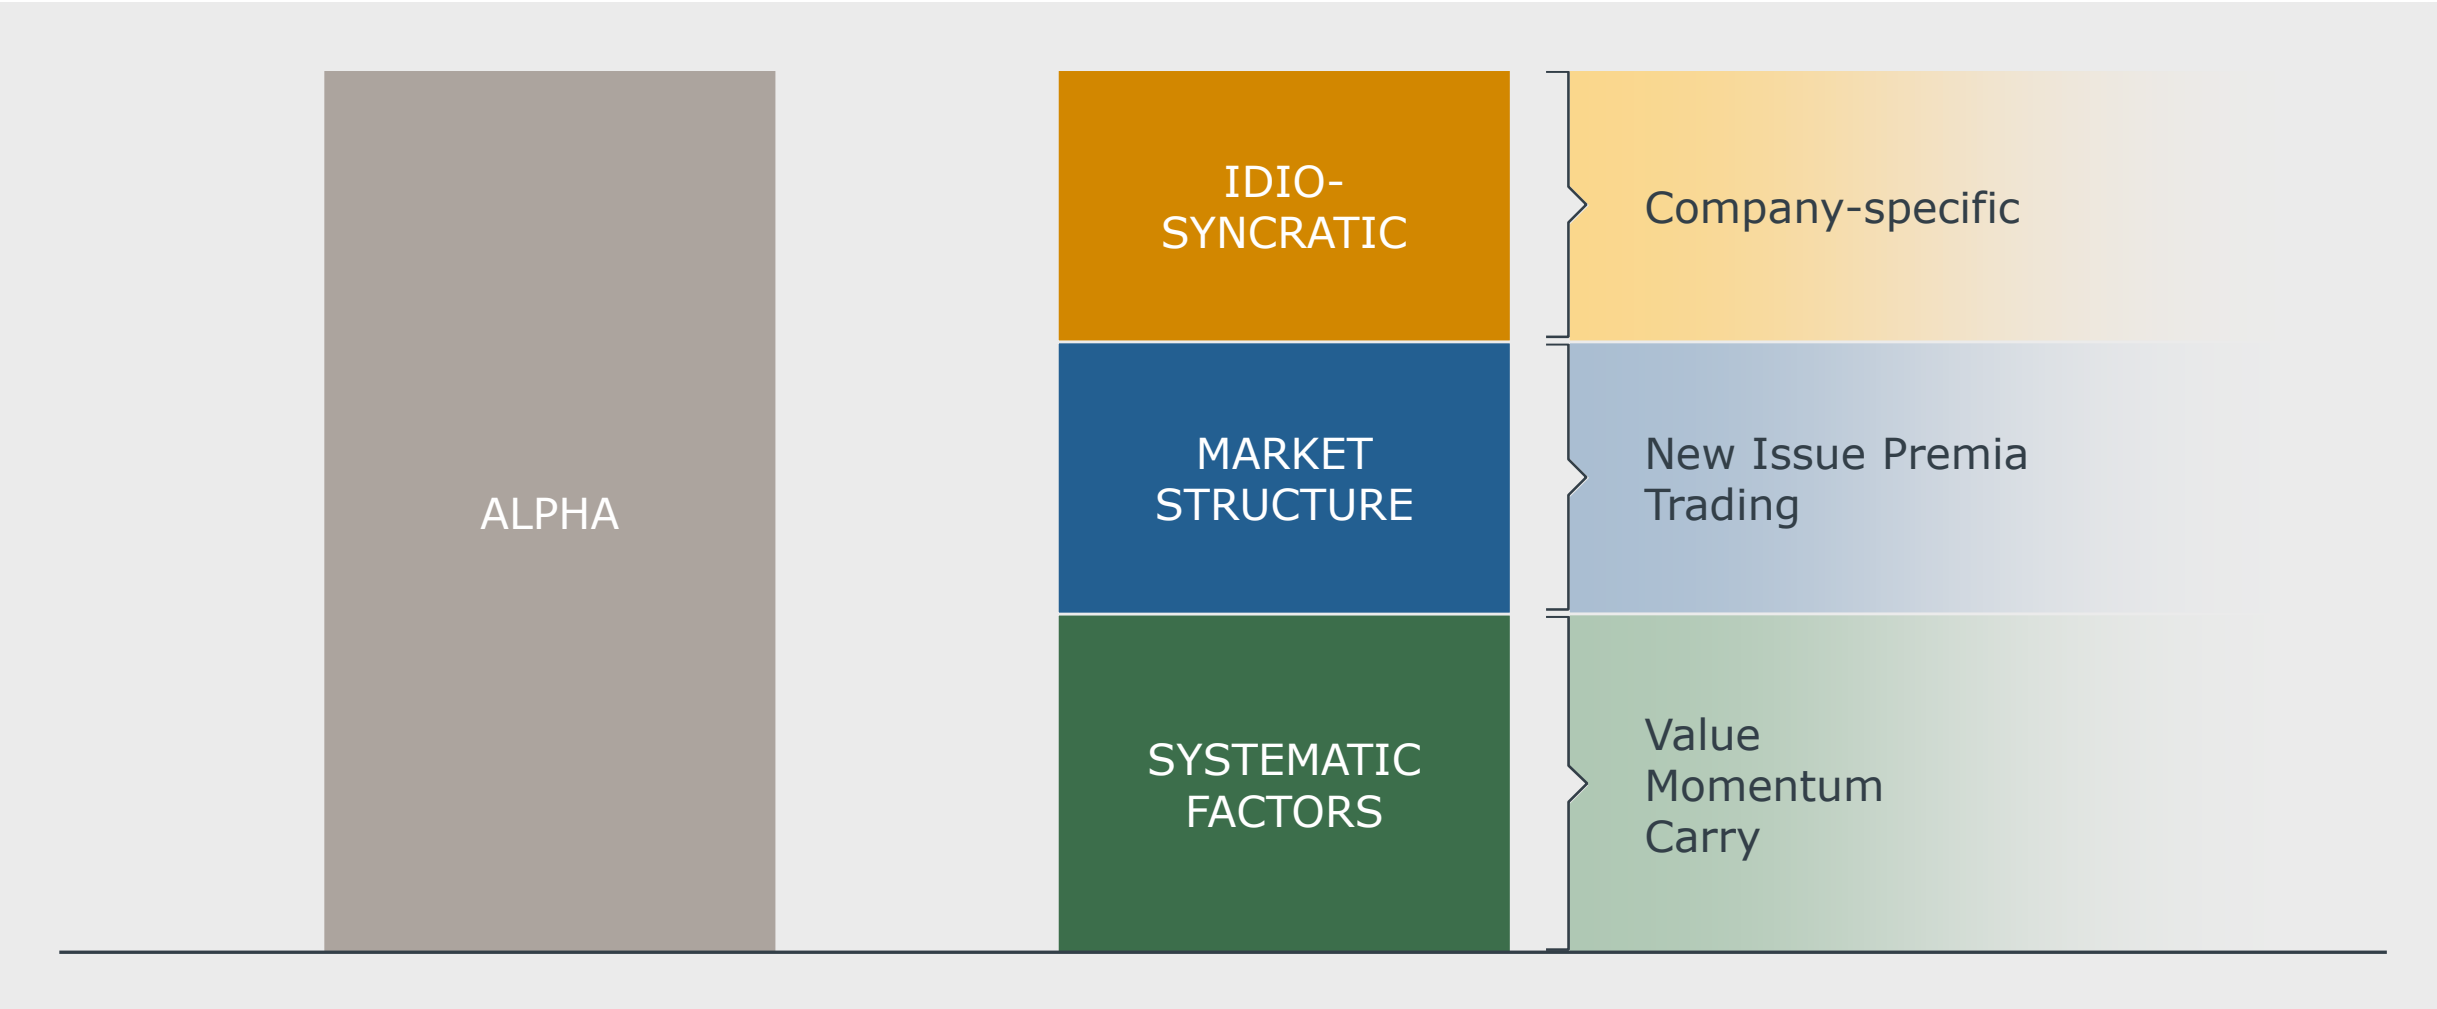 ALPHA
IDIO-
SYNCRATIC
Company-specific
MARKET
STRUCTURE
New Issue Premia
Trading
SYSTEMATIC
FACTORS
Value
Momentum
Carry